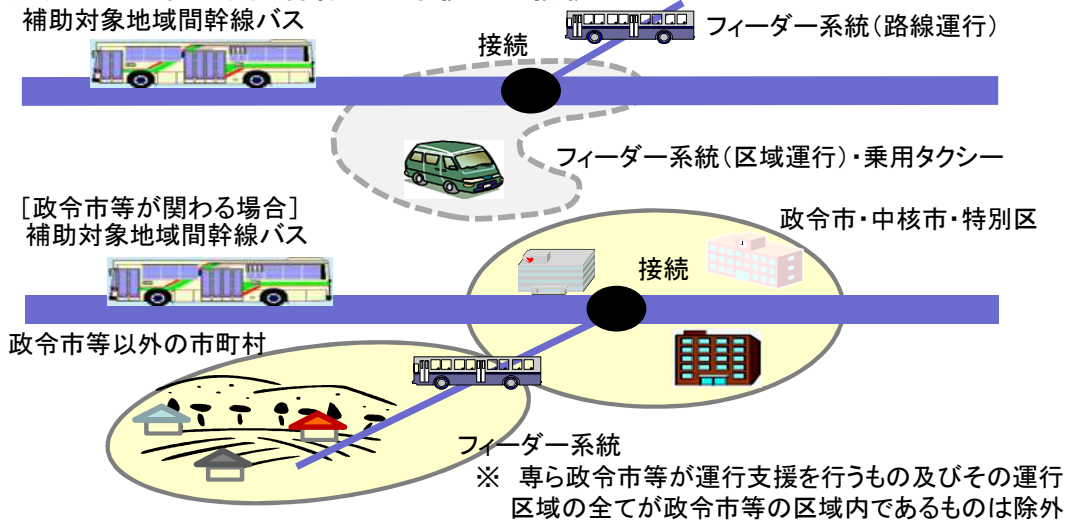 補助対象地域間幹線バス
フィーダー系統(路線運行)
接続
フィーダー系統(区域運行)・乗用タクシー
[政令市等が関わる場合]
補助対象地域間幹線バス
政令市・中核市・特別区
接続
政令市等以外の市町村
フィーダー系統
※ 専ら政令市等が運行支援を行うもの及びその運行
区域の全てが政令市等の区域内であるものは除外